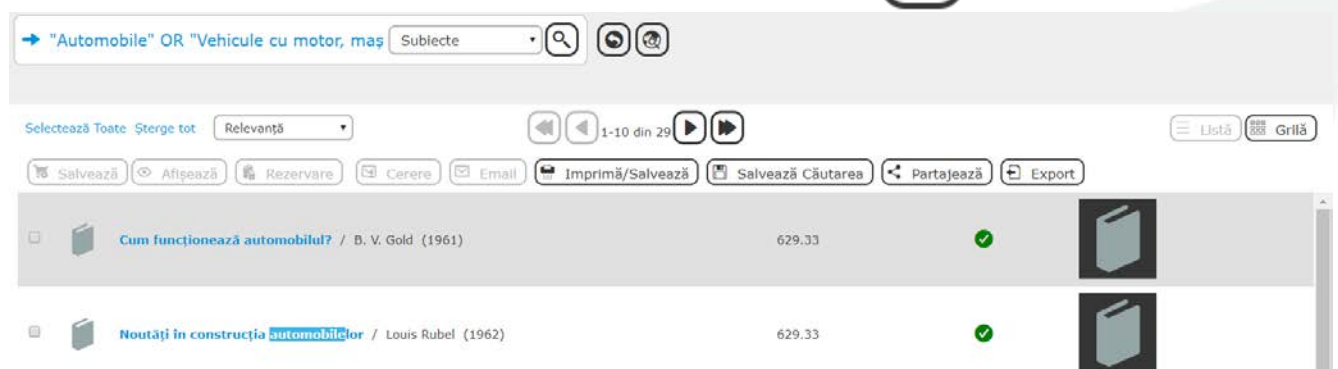 "Automobile" OR "Vehicule cu motor, maș Subiecte
Selectează Toate Șterge tot Relevanță 1-10 din 29 Listă Grilă
Salvează Afișează Rezervare Cerere Email Imprimă/Salvează Salvează Căutarea Partajează Export
Cum funcționează automobilul? / B. V. Gold (1961) 629.33
Noutăți în construcția automobilelor / Louis Rubel (1962) 629.33